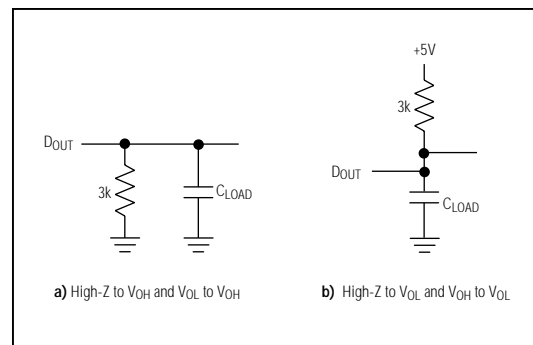 DOUT
3k
CLOAD
a) High-Z to VOH and VOL to VOH
+5V
3k
DOUT
CLOAD
b) High-Z to VOL and VOH to VOL